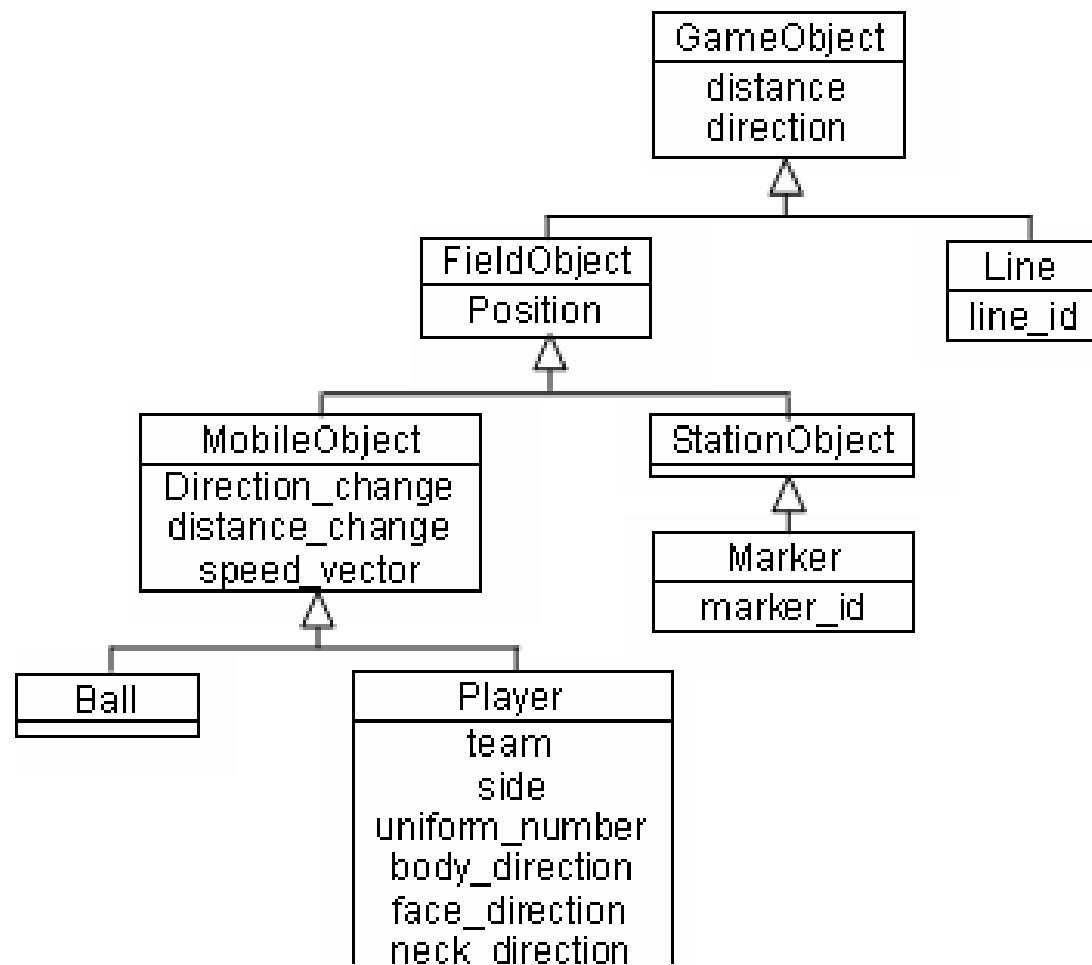 GameObject
distance
direction
FieldObject
Position
Line
line_id
MobileObject
Direction_change
distance_change
speed_vector
StationObject
Marker
marker_id
Ball
Player
team
side
uniform_number
body_direction
face_direction
neck_direction